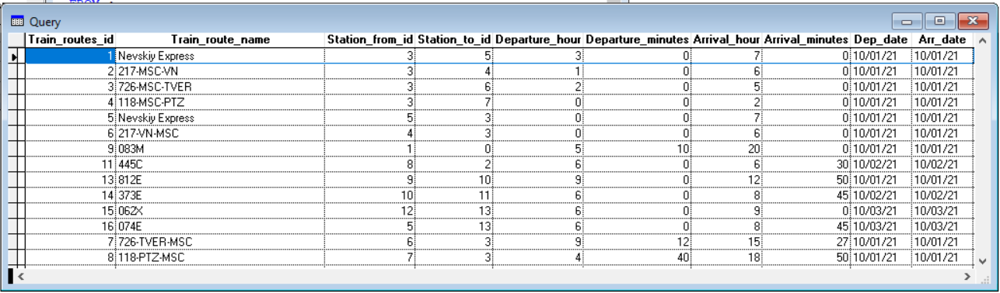 FROM
Query
Train_routes_id Train_route_name Station_from_id Station_to_id Departure_hour Departure_minutes Arrival_hour Arrival_minutes Dep_date Arr_date
1 Nevskiy Express 3 5 3 0 7 0 10/01/21 10/01/21
2 217-MSC-VN 3 4 1 0 6 0 10/01/21 10/01/21
3 726-MSC-TVER 3 6 2 0 5 0 10/01/21 10/01/21
4 118-MSC-PTZ 3 7 0 0 2 0 10/01/21 10/01/21
5 Nevskiy Express 5 3 0 0 7 0 10/01/21 10/01/21
6 217-VN-MSC 4 3 0 0 6 0 10/01/21 10/01/21
9 083M 1 0 5 10 20 0 10/01/21 10/01/21
11 445C 8 2 6 0 6 30 10/02/21 10/02/21
13 812E 9 10 9 0 12 50 10/01/21 10/01/21
14 373E 10 11 6 0 8 45 10/02/21 10/02/21
15 062X 12 13 6 0 9 0 10/03/21 10/03/21
16 074E 5 13 6 0 8 45 10/03/21 10/03/21
7 726-TVER-MSC 6 3 9 12 15 27 10/01/21 10/01/21
8 118-PTZ-MSC 7 3 4 40 18 50 10/01/21 10/01/21